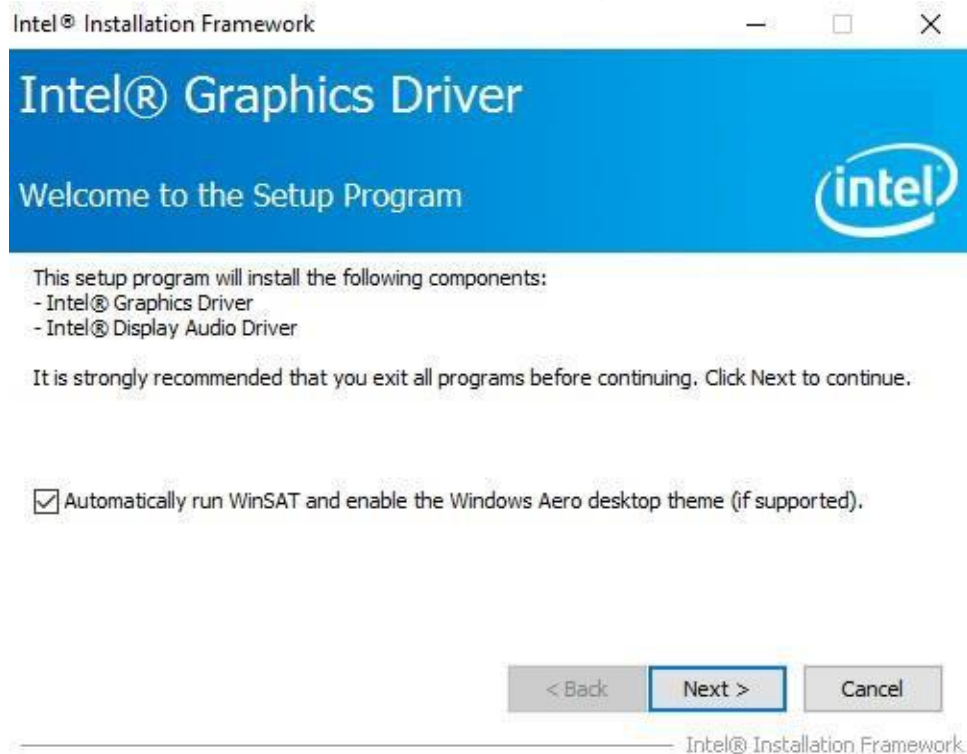 Intel® Installation Framework
Intel® Graphics Driver
Welcome to the Setup Program
intel
This setup program will install the following components:
- Intel® Graphics Driver
- Intel® Display Audio Driver
It is strongly recommended that you exit all programs before continuing. Click Next to continue.
Automatically run WinSAT and enable the Windows Aero desktop theme (if supported).
< Back Next > Cancel
Intel® Installation Framework